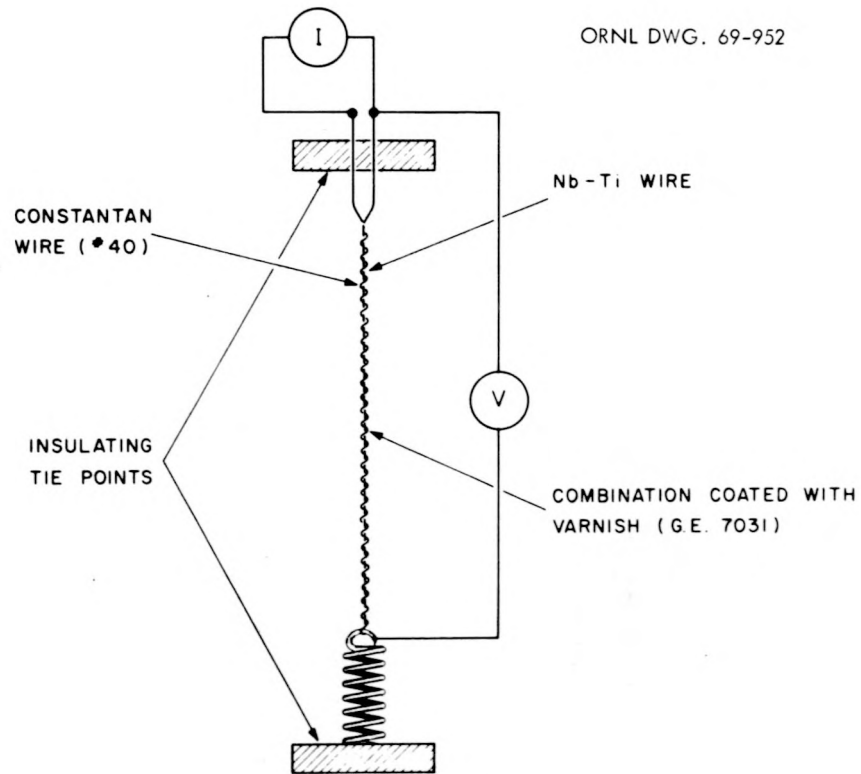 ORNL DWG. 69-952
I
Nb-Ti WIRE
CONSTANTAN
WIRE (#40)
V
INSULATING
TIE POINTS
COMBINATION COATED WITH
VARNISH (G.E. 7031)